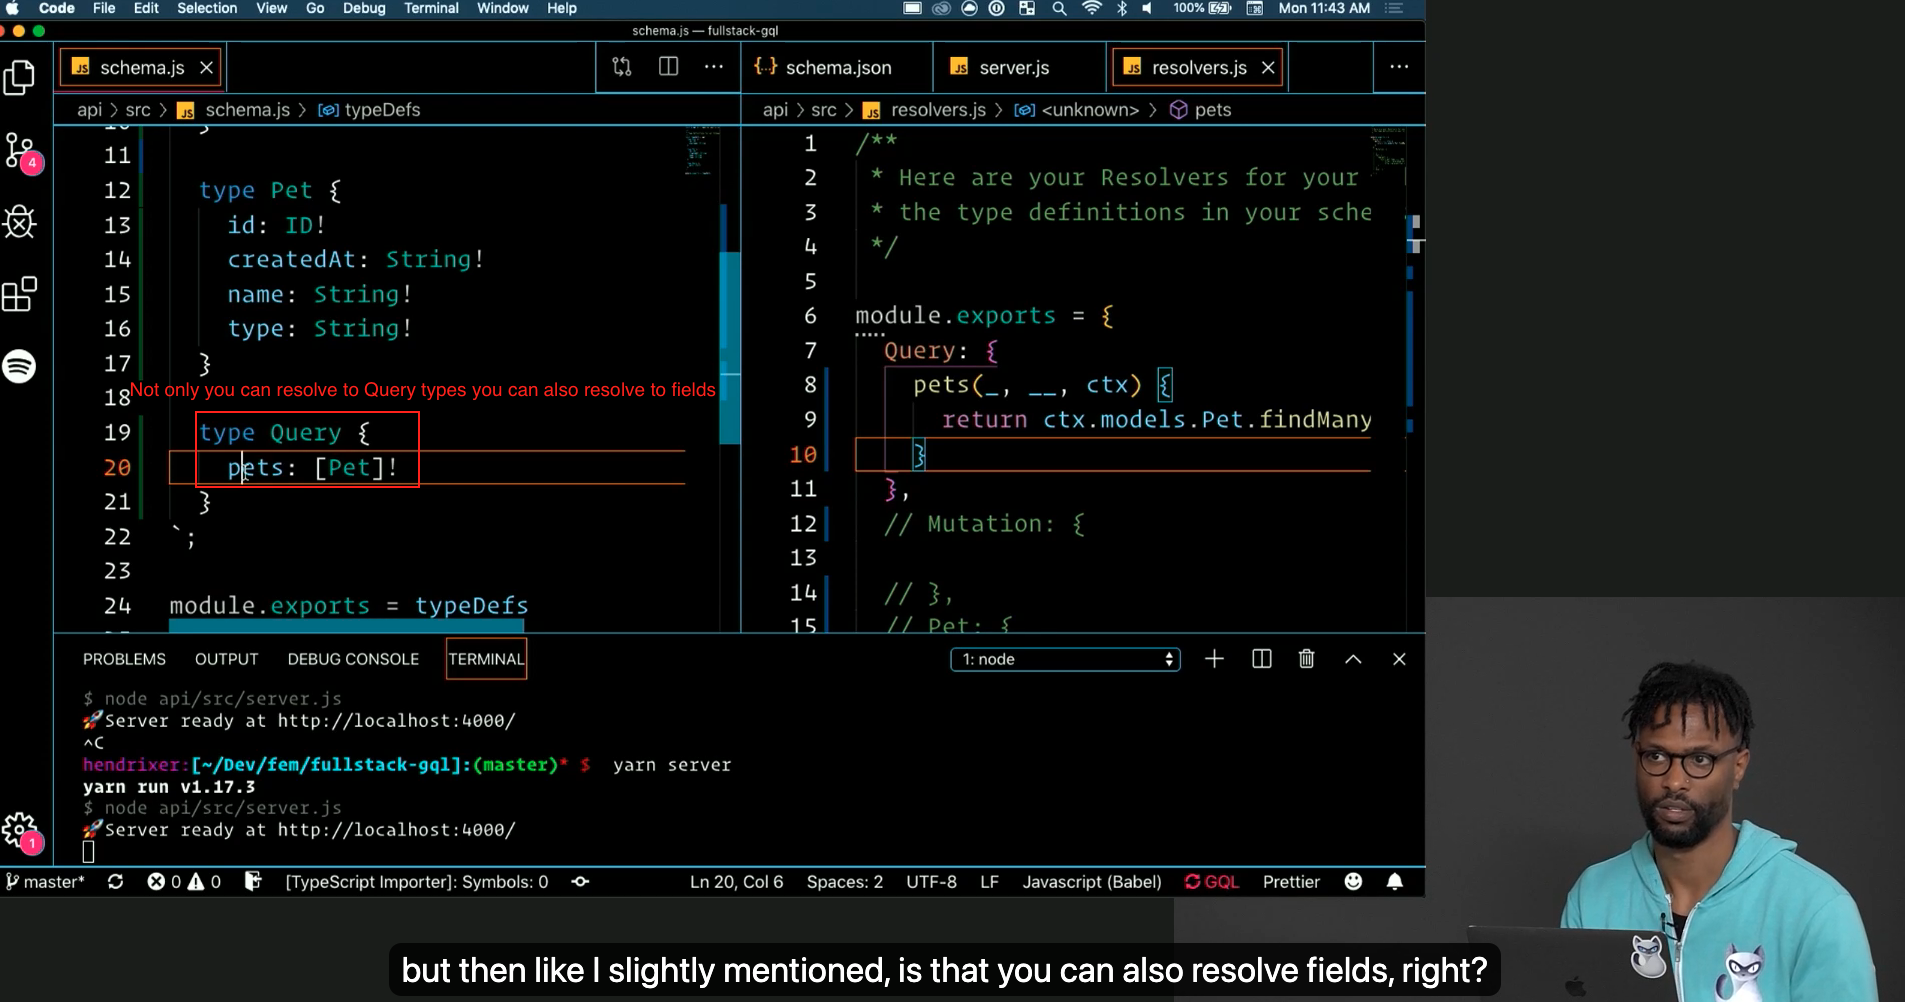 Code File Edit Selection View Go Debug Terminal Window Help 100% Mon 11:43 AM
schema.js — fullstack-gql
schema.js
schema.json server.js resolvers.js
api > src > schema.js > typeDefs
api > src > resolvers.js > <unknown> > pets
11
12 type Pet {
13 id: ID!
14 createdAt: String!
15 name: String!
16 type: String!
17 }
Not only you can resolve to Query types you can also resolve to fields
18
19 type Query {
20 pets: [Pet]!
21 }
22 `;
23
24 module.exports = typeDefs
1 /**
2 * Here are your Resolvers for your
3 * the type definitions in your sche
4 */
5
6 module.exports = {
7 Query: {
8 pets(_, __, ctx) {
9 return ctx.models.Pet.findMany
10 }
11 },
12 // Mutation: {
13
14 // },
15 // Pet: {
4
PROBLEMS OUTPUT DEBUG CONSOLE TERMINAL 1: node
$ node api/src/server.js
🚀Server ready at http://localhost:4000/
^C
hendrixer:[~/Dev/fem/fullstack-gql]:(master)* $ yarn server
yarn run v1.17.3
$ node api/src/server.js
🚀Server ready at http://localhost:4000/
1
master* 0 0 [TypeScript Importer]: Symbols: 0 Ln 20, Col 6 Spaces: 2 UTF-8 LF Javascript (Babel) GQL Prettier
but then like I slightly mentioned, is that you can also resolve fields, right?